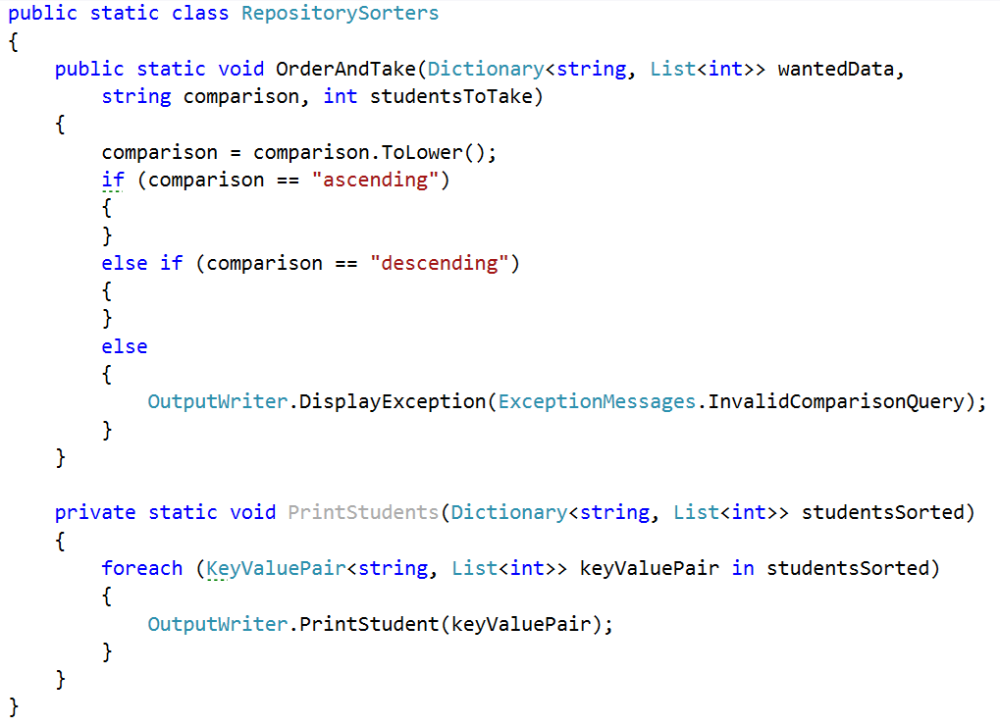 public static class RepositorySorters
{
    public static void OrderAndTake(Dictionary<string, List<int>> wantedData,
        string comparison, int studentsToTake)
    {
        comparison = comparison.ToLower();
        if (comparison == "ascending")
        {
        }
        else if (comparison == "descending")
        {
        }
        else
        {
            OutputWriter.DisplayException(ExceptionMessages.InvalidComparisonQuery);
        }
    }

    private static void PrintStudents(Dictionary<string, List<int>> studentsSorted)
    {
        foreach (KeyValuePair<string, List<int>> keyValuePair in studentsSorted)
        {
            OutputWriter.PrintStudent(keyValuePair);
        }
    }
}